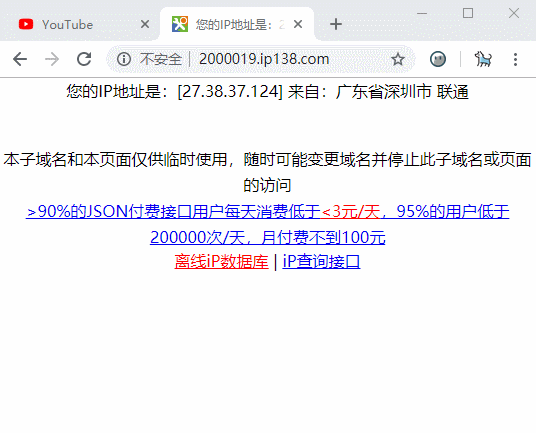 YouTube
您的IP地址是：2
不安全 | 2000019.ip138.com
您的IP地址是：[27.38.37.124] 来自：广东省深圳市 联通
本子域名和本页面仅供临时使用，随时可能变更域名并停止此子域名或页面
的访问
>90%的JSON付费接口用户每天消费低于<3元/天，95%的用户低于
200000次/天，月付费不到100元
离线iP数据库 | iP查询接口